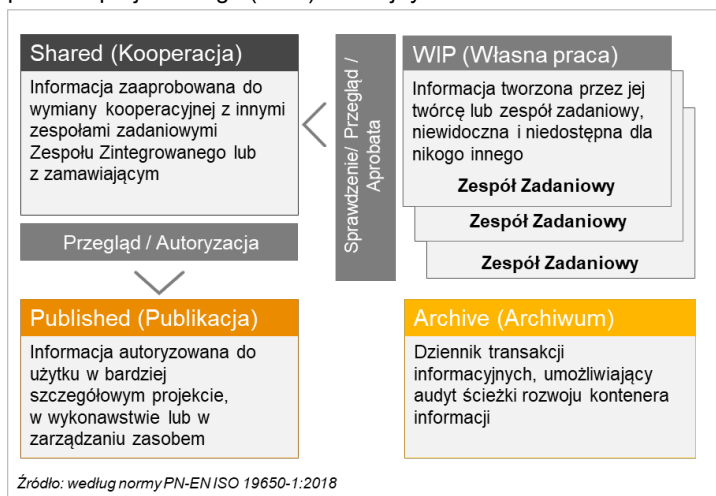 Shared (Kooperacja)
Informacja zaaprobowana do
wymiany kooperacyjnej z innymi
zespołami zadaniowymi
Zespołu Zintegrowanego lub
z zamawiającym
Sprawdzenie/ Przegląd /
Aprobata
WIP (Własna praca)
Informacja tworzona przez jej
twórcę lub zespół zadaniowy,
niewidoczna i niedostępna dla
nikogo innego
Zespół Zadaniowy
Zespół Zadaniowy
Zespół Zadaniowy
Przegląd / Autoryzacja
Published (Publikacja)
Informacja autoryzowana do
użytku w bardziej
szczegółowym projekcie,
w wykonawstwie lub w
zarządzaniu zasobem
Archive (Archiwum)
Dziennik transakcji
informacyjnych, umożliwiający
audyt ścieżki rozwoju kontenera
informacji
Źródło: według normy PN-EN ISO 19650-1:2018